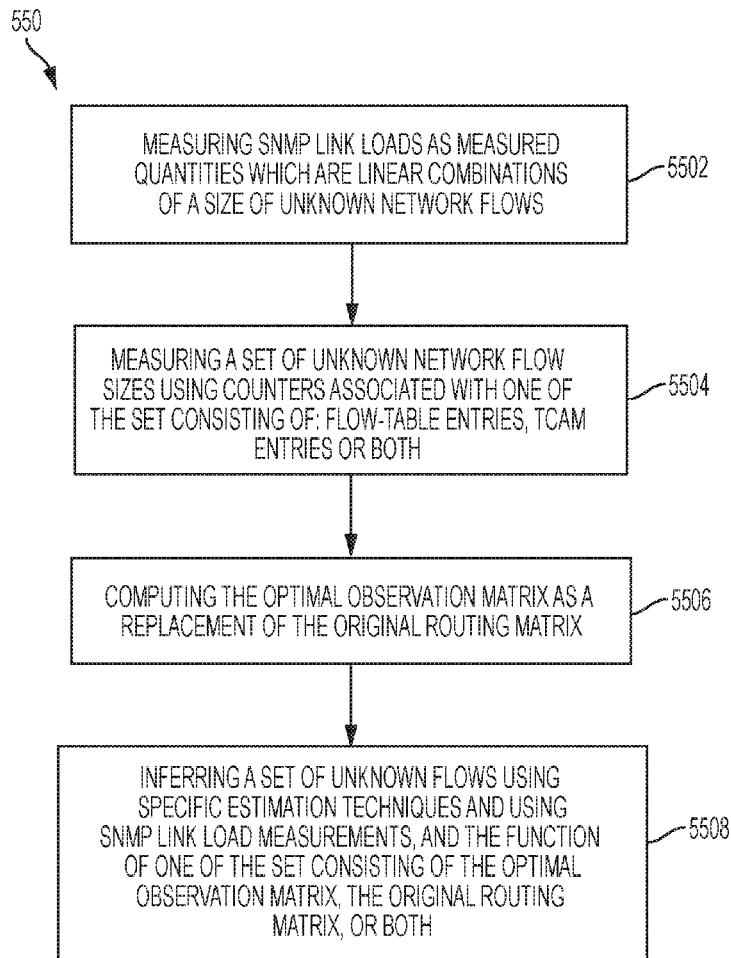 550
MEASURING SNMP LINK LOADS AS MEASURED
QUANTITIES WHICH ARE LINEAR COMBINATIONS
OF A SIZE OF UNKNOWN NETWORK FLOWS
5502
MEASURING A SET OF UNKNOWN NETWORK FLOW
SIZES USING COUNTERS ASSOCIATED WITH ONE OF
THE SET CONSISTING OF: FLOW-TABLE ENTRIES, TCAM
ENTRIES OR BOTH
5504
COMPUTING THE OPTIMAL OBSERVATION MATRIX AS A
REPLACEMENT OF THE ORIGINAL ROUTING MATRIX
5506
INFERRING A SET OF UNKNOWN FLOWS USING
SPECIFIC ESTIMATION TECHNIQUES AND USING
SNMP LINK LOAD MEASUREMENTS, AND THE FUNCTION
OF ONE OF THE SET CONSISTING OF THE OPTIMAL
OBSERVATION MATRIX, THE ORIGINAL ROUTING
MATRIX, OR BOTH
5508